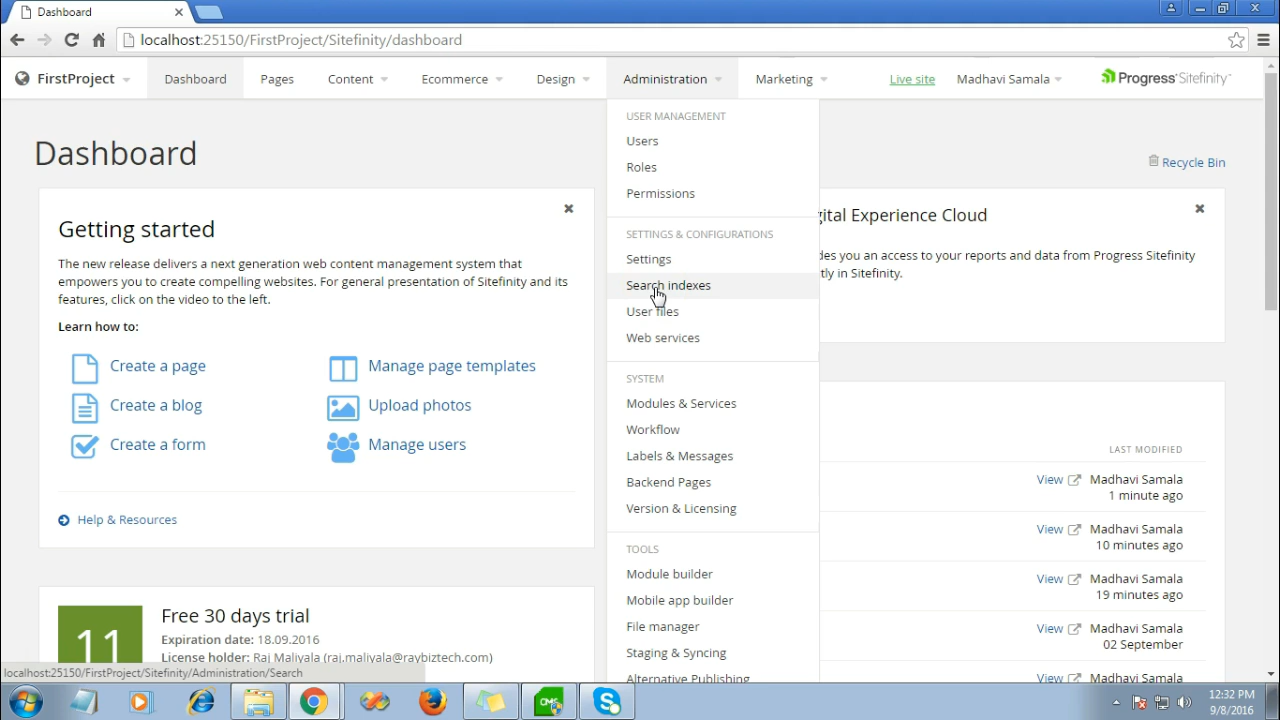 Dashboard
localhost:25150/FirstProject/Sitefinity/dashboard
FirstProject Dashboard Pages Content Ecommerce Design Administration Marketing Live site Madhavi Samala Progress Sitefinity
Dashboard
Recycle Bin
Getting started
The new release delivers a next generation web content management system that
empowers you to create compelling websites. For general presentation of Sitefinity and its
features, click on the video to the left.
Learn how to:
Create a page
Manage page templates
Create a blog
Upload photos
Create a form
Manage users
Help & Resources
Free 30 days trial
11
Expiration date: 18.09.2016
License holder: Raj Maliyala (raj.maliyala@raybiztech.com)
USER MANAGEMENT
Users
Roles
Permissions
SETTINGS & CONFIGURATIONS
Settings
Search indexes
User files
Web services
SYSTEM
Modules & Services
Workflow
Labels & Messages
Backend Pages
Version & Licensing
TOOLS
Module builder
Mobile app builder
File manager
Staging & Syncing
Alternative Publishing
Digital Experience Cloud
des you an access to your reports and data from Progress Sitefinity
tly in Sitefinity.
LAST MODIFIED
View Madhavi Samala
1 minute ago
View Madhavi Samala
10 minutes ago
View Madhavi Samala
19 minutes ago
View Madhavi Samala
02 September
View Madhavi Samala
localhost:25150/FirstProject/Sitefinity/Administration/Search
CMS
12:32 PM
9/8/2016